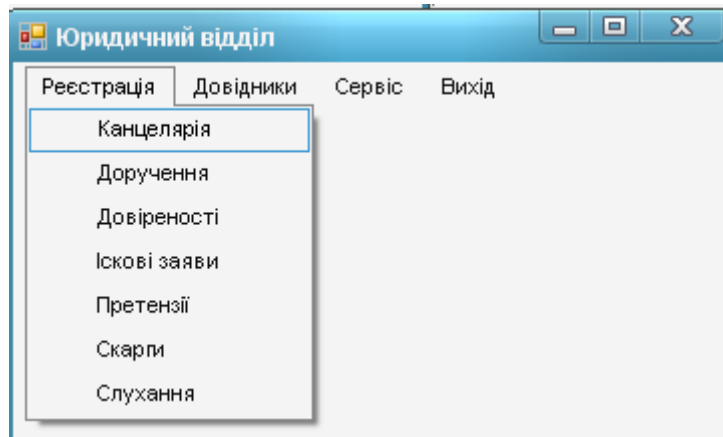 Юридичний відділ
Реєстрація Довідники Сервіс Вихід
Канцелярія
Доручення
Довіреності
Іскові заяви
Претензії
Скарги
Слухання